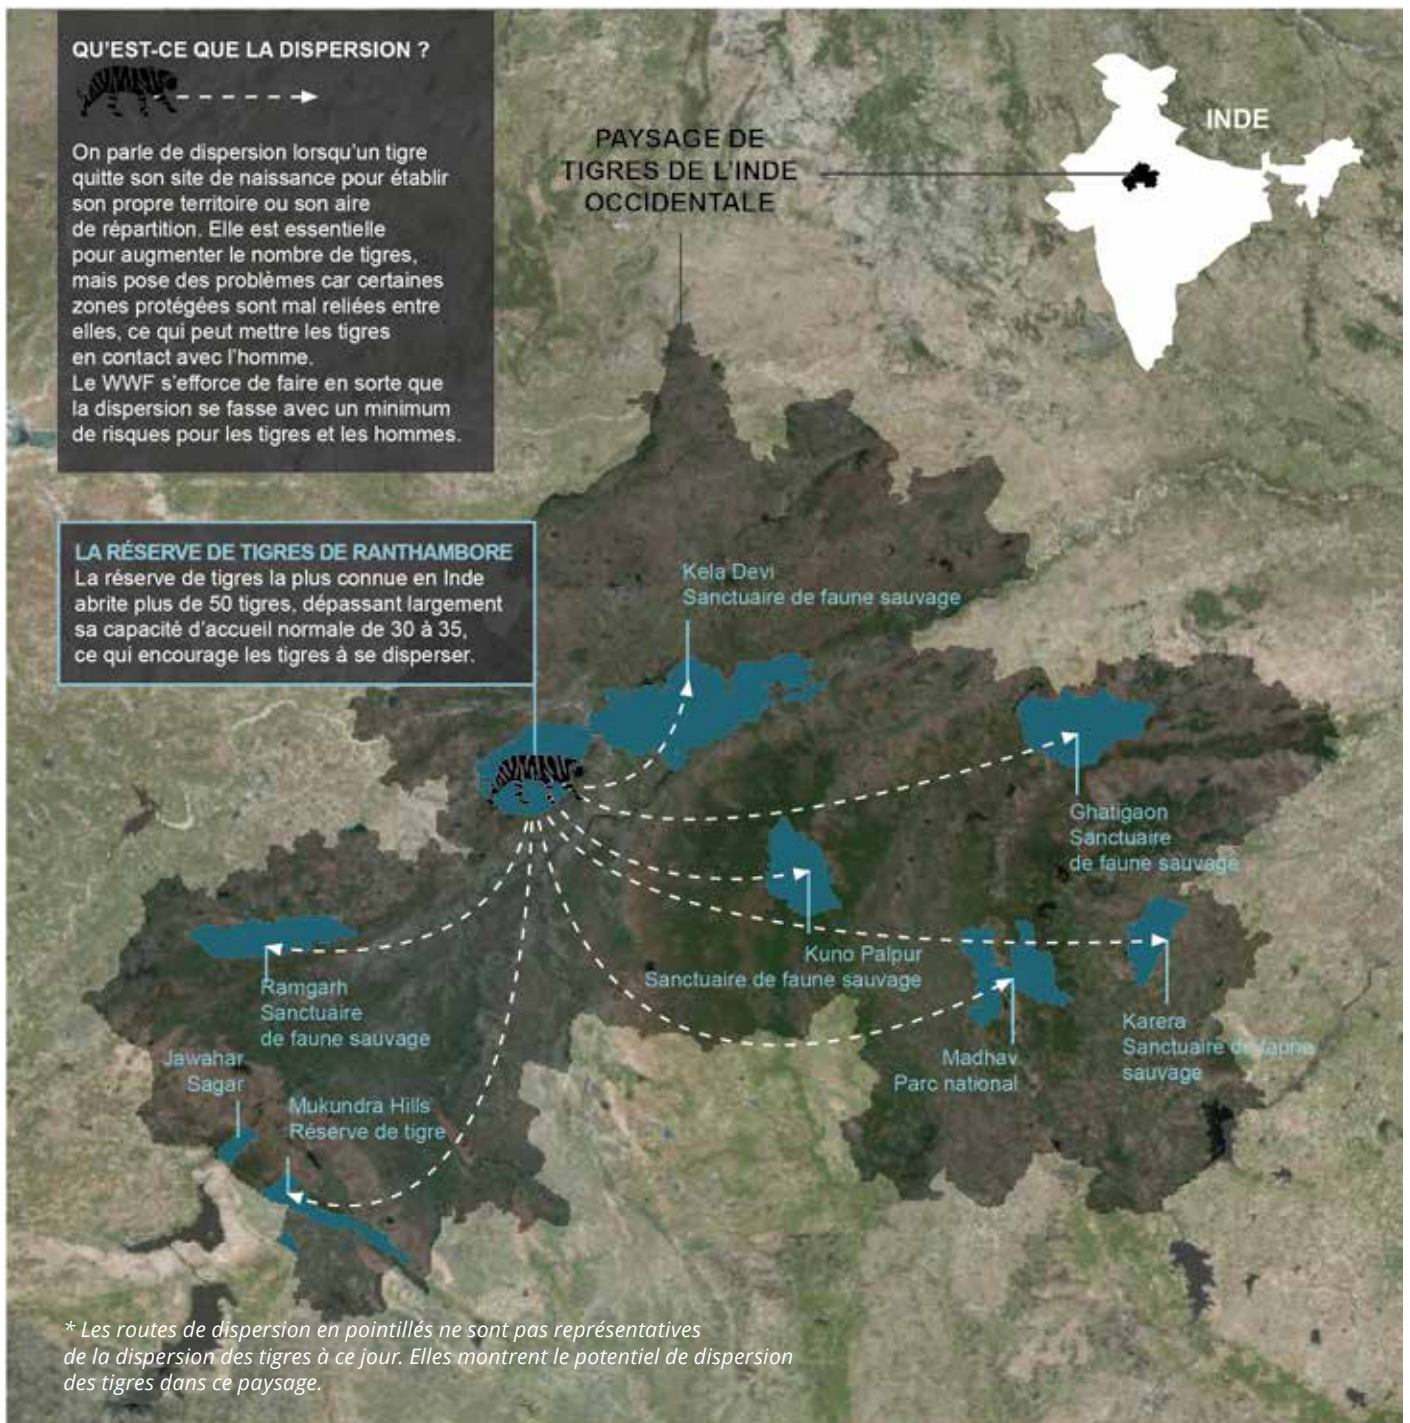 QU'EST-CE QUE LA DISPERSION ?
On parle de dispersion lorsqu'un tigre
quitte son site de naissance pour établir
son propre territoire ou son aire
de répartition. Elle est essentielle
pour augmenter le nombre de tigres,
mais pose des problèmes car certaines
zones protégées sont mal reliées entre
elles, ce qui peut mettre les tigres
en contact avec l'homme.
Le WWF s'efforce de faire en sorte que
la dispersion se fasse avec un minimum
de risques pour les tigres et les hommes.
PAYSAGE DE
TIGRES DE L'INDE
OCCIDENTALE
INDE
LA RÉSERVE DE TIGRES DE RANTHAMBORE
La réserve de tigres la plus connue en Inde
abrite plus de 50 tigres, dépassant largement
sa capacité d'accueil normale de 30 à 35,
ce qui encourage les tigres à se disperser.
Kela Devi
Sanctuaire de faune sauvage
Ghatigaon
Sanctuaire
de faune sauvage
Kuno Palpur
Sanctuaire de faune sauvage
Ramgarh
Sanctuaire
de faune sauvage
Karera
Sanctuaire de faune
sauvage
Madhav
Parc national
Jawahar
Sagar
Mukundra Hills
Réserve de tigre
* Les routes de dispersion en pointillés ne sont pas représentatives
de la dispersion des tigres à ce jour. Elles montrent le potentiel de dispersion
des tigres dans ce paysage.